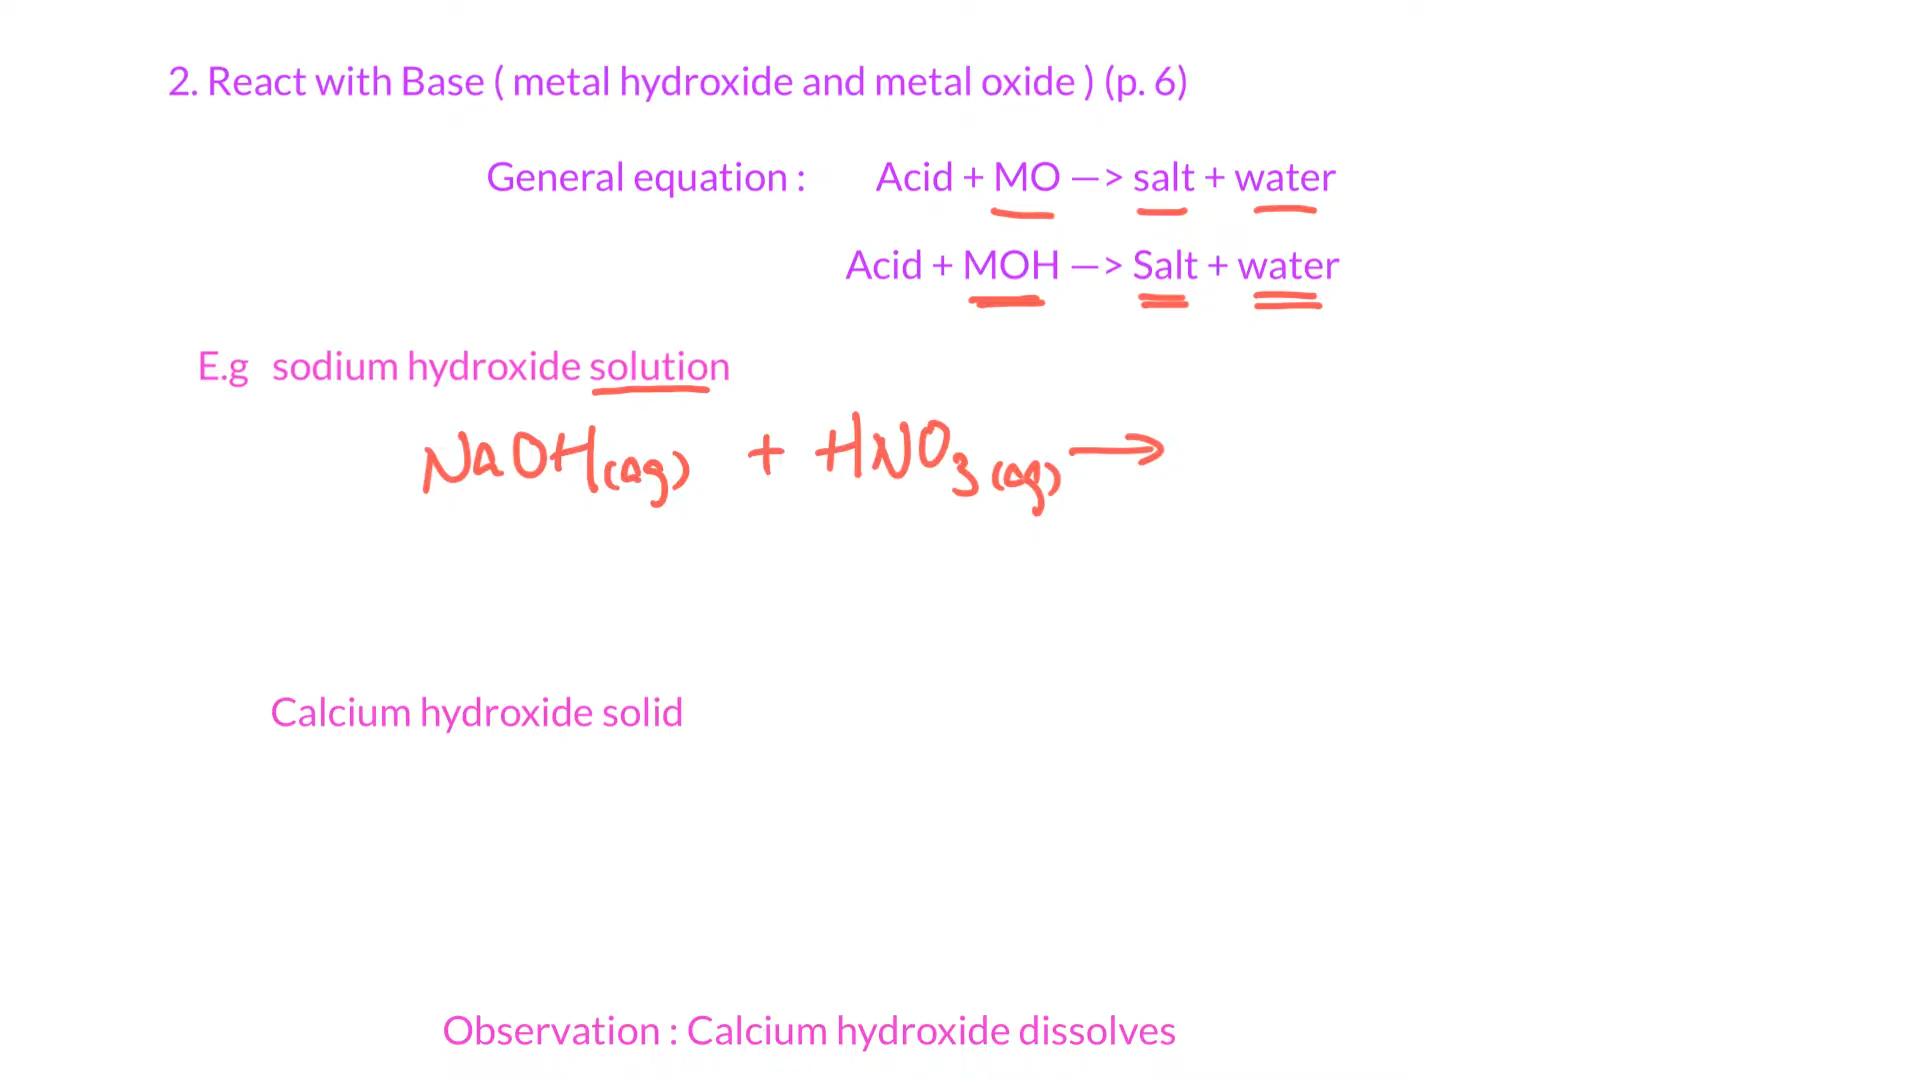 2. React with Base ( metal hydroxide and metal oxide ) (p. 6)
General equation : Acid + MO —> salt + water
Acid + MOH —> Salt + water
E.g sodium hydroxide solution
NaOH(aq) + HNO₃(aq) →
Calcium hydroxide solid
Observation : Calcium hydroxide dissolves